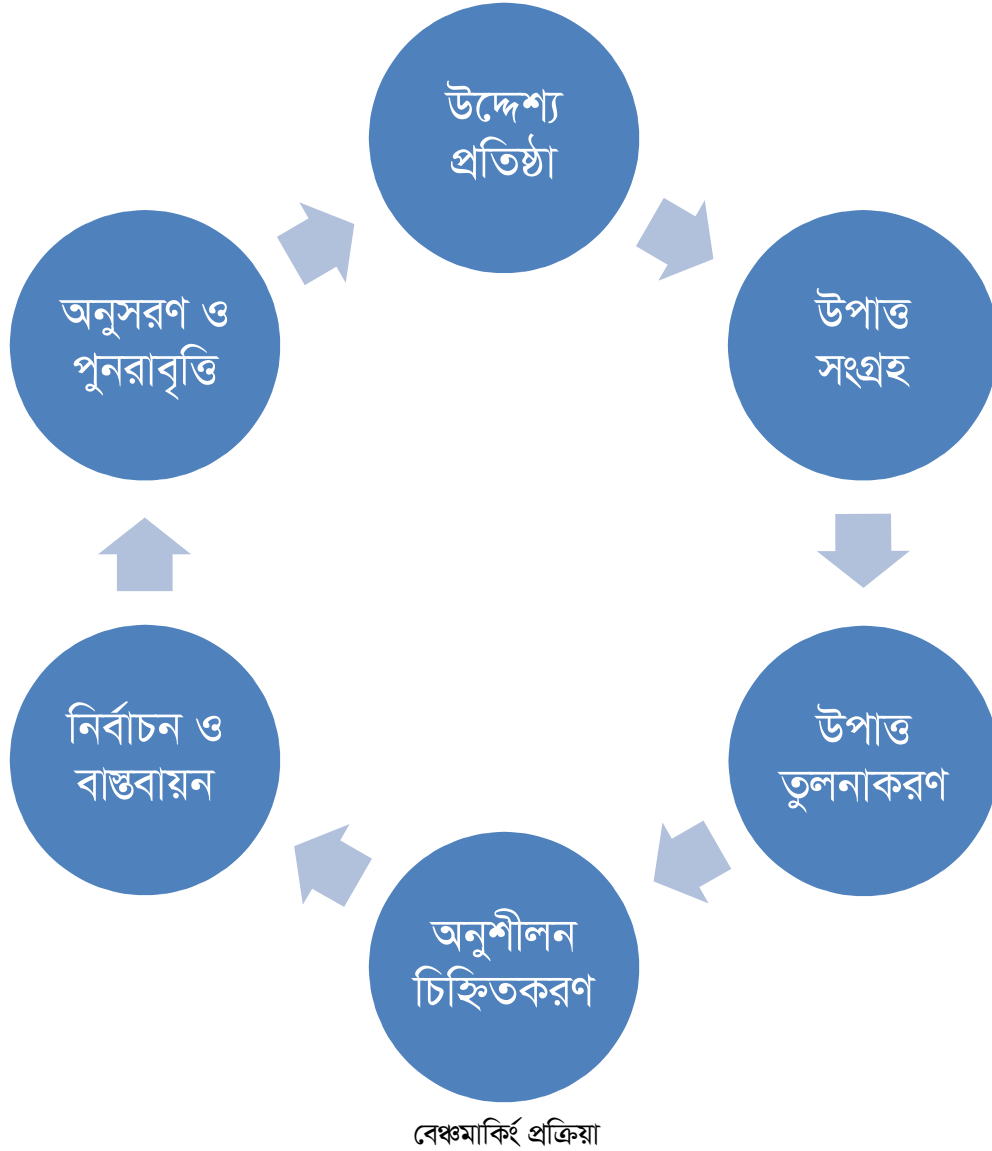 উদ্দেশ্য
প্রতিষ্ঠা
উপাত্ত
সংগ্রহ
উপাত্ত
তুলনাকরণ
অনুশীলন
চিহ্নিতকরণ
নির্বাচন ও
বাস্তবায়ন
অনুসরণ ও
পুনরাবৃত্তি
বেঞ্চমার্কিং প্রক্রিয়া